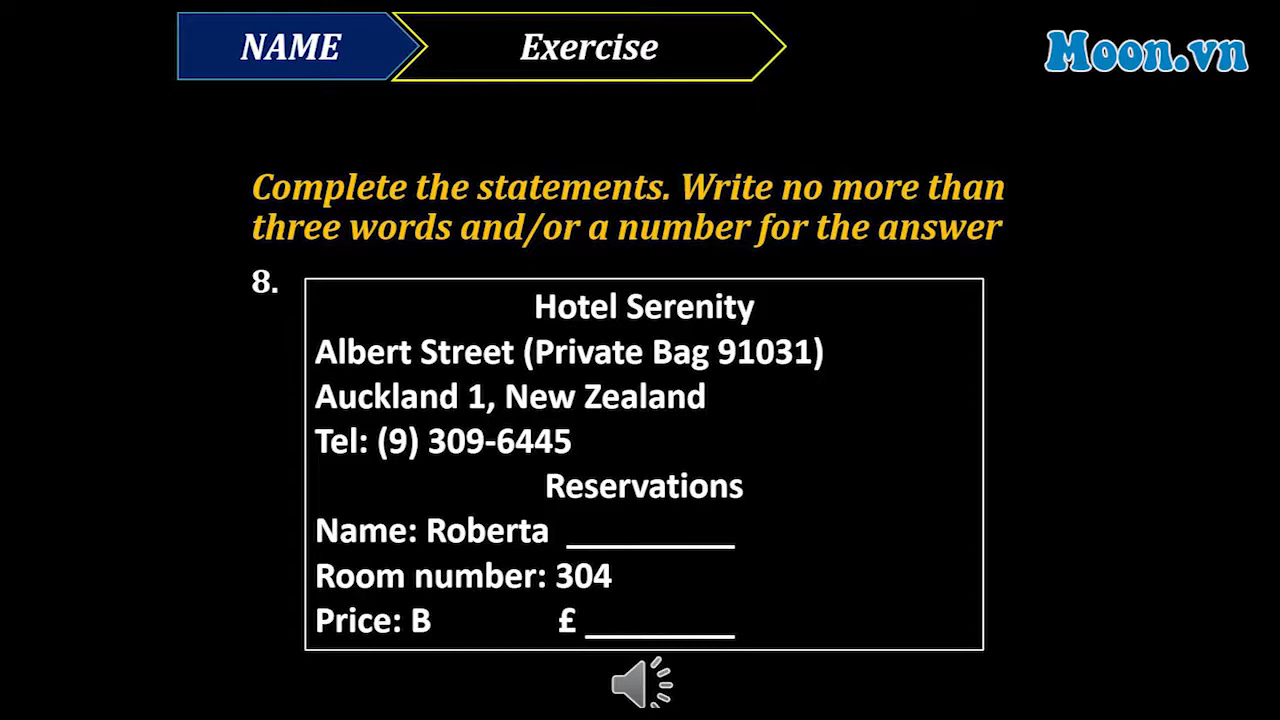 NAME
Exercise
Moon.vn
Complete the statements. Write no more than
three words and/or a number for the answer
8.
Hotel Serenity
Albert Street (Private Bag 91031)
Auckland 1, New Zealand
Tel: (9) 309-6445
Reservations
Name: Roberta __________
Room number: 304
Price: B £ _________